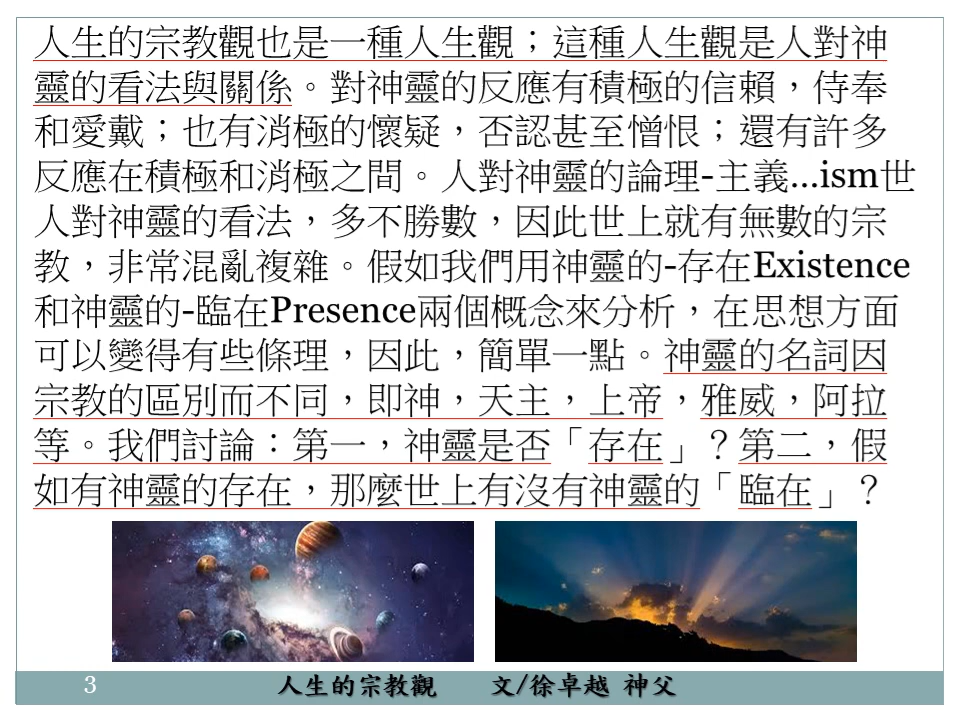 人生的宗教觀也是一種人生觀；這種人生觀是人對神
靈的看法與關係。對神靈的反應有積極的信賴，侍奉
和愛戴；也有消極的懷疑，否認甚至憎恨；還有許多
反應在積極和消極之間。人對神靈的論理-主義...ism世
人對神靈的看法，多不勝數，因此世上就有無數的宗
教，非常混亂複雜。假如我們用神靈的-存在Existence
和神靈的-臨在Presence兩個概念來分析，在思想方面
可以變得有些條理，因此，簡單一點。神靈的名詞因
宗教的區別而不同，即神，天主，上帝，雅威，阿拉
等。我們討論：第一，神靈是否「存在」？第二，假
如有神靈的存在，那麼世上有沒有神靈的「臨在」？
3 人生的宗教觀 文/徐卓越 神父